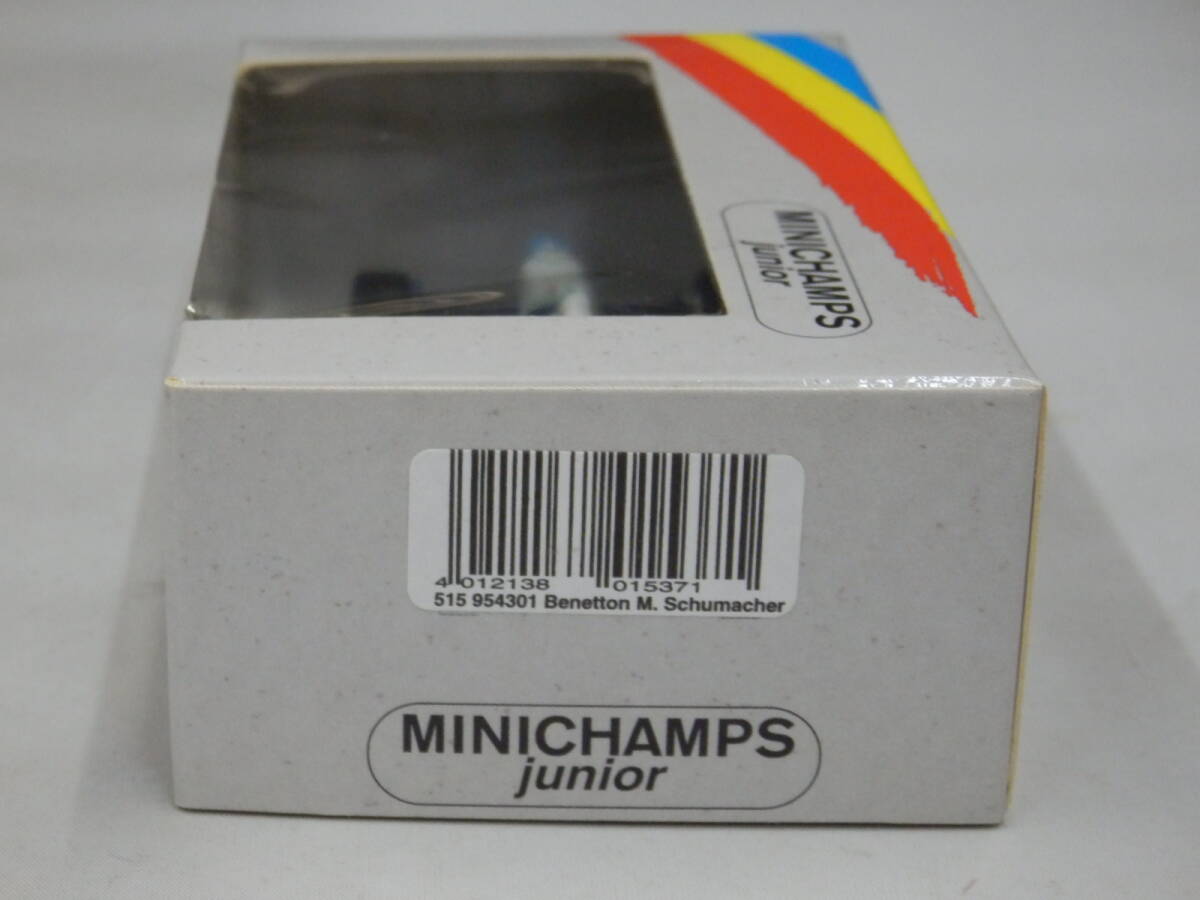 MINICHAMPS
junior
4 012138 015371
515 954301 Benetton M. Schumacher
MINICHAMPS
junior